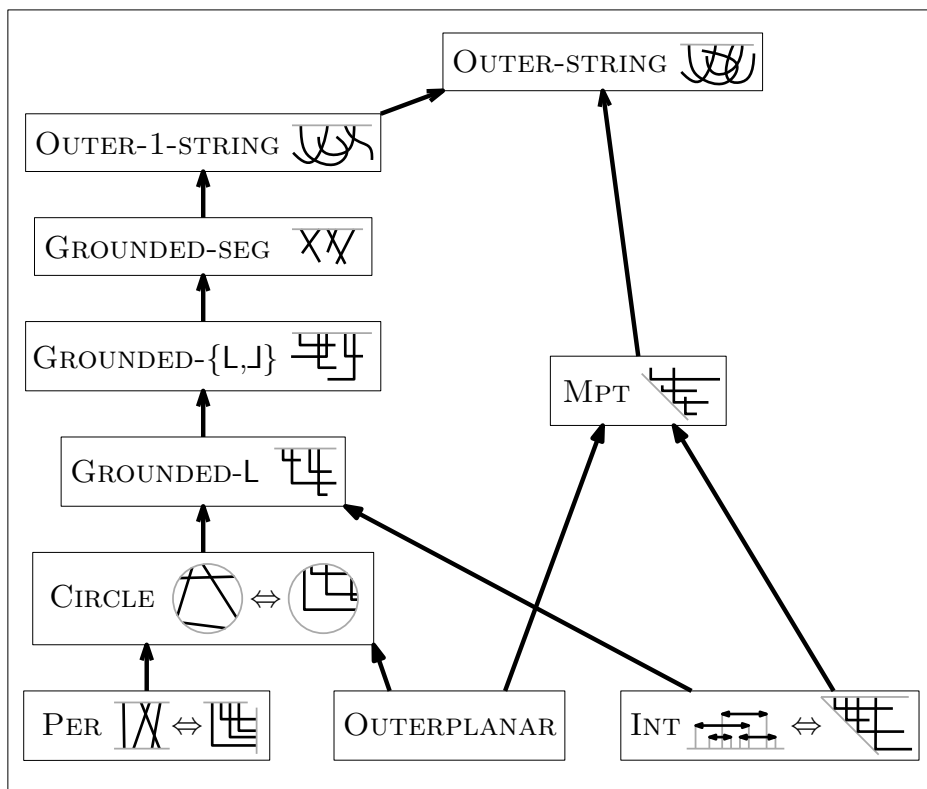 OUTER-STRING
OUTER-1-STRING
GROUNDED-SEG
GROUNDED-{L,⅃}
MPT
GROUNDED-L
CIRCLE ⇔
PER ⇔
OUTERPLANAR
INT ⇔